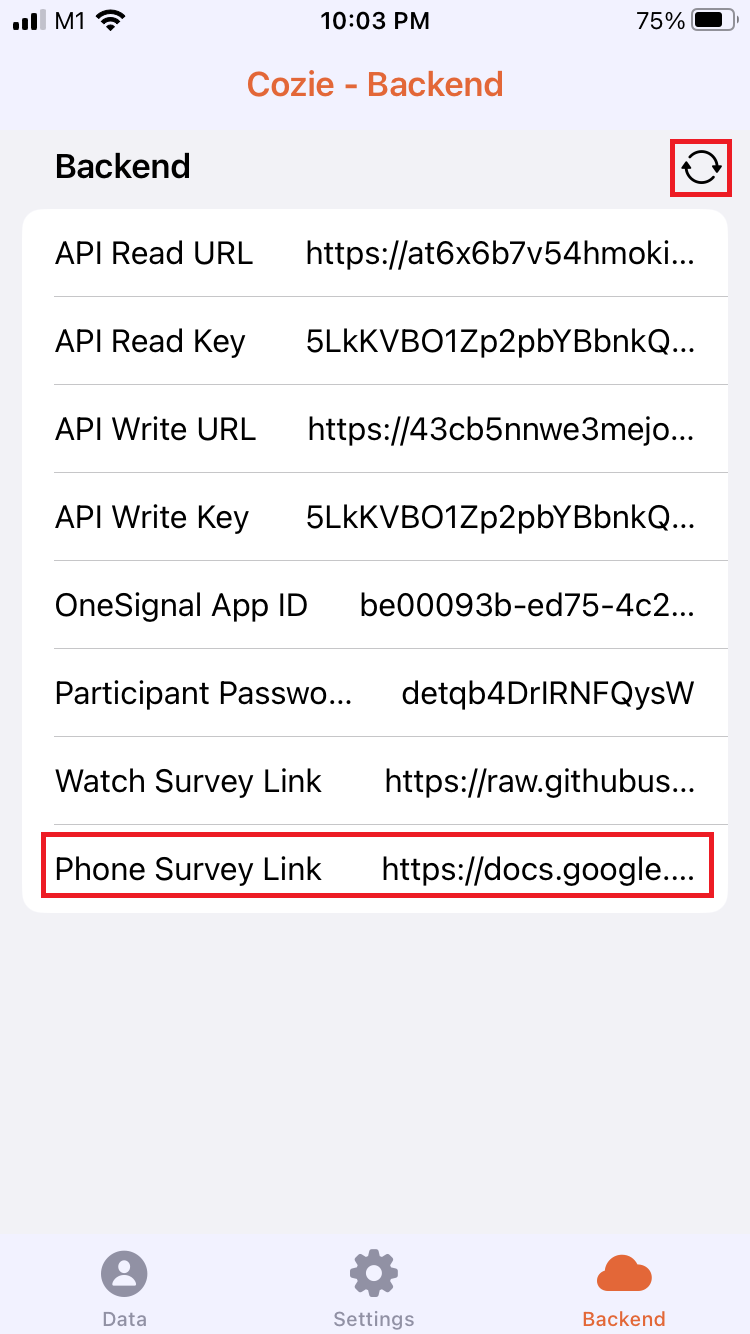 M1 10:03 PM 75%
Cozie - Backend
Backend
API Read URL https://at6x6b7v54hmoki...
API Read Key 5LkKVBO1Zp2pbYBbnkQ...
API Write URL https://43cb5nnwe3mejo...
API Write Key 5LkKVBO1Zp2pbYBbnkQ...
OneSignal App ID be00093b-ed75-4c2...
Participant Passwo... detqb4DrIRNFQysW
Watch Survey Link https://raw.githubus...
Phone Survey Link https://docs.google....
Data Settings Backend